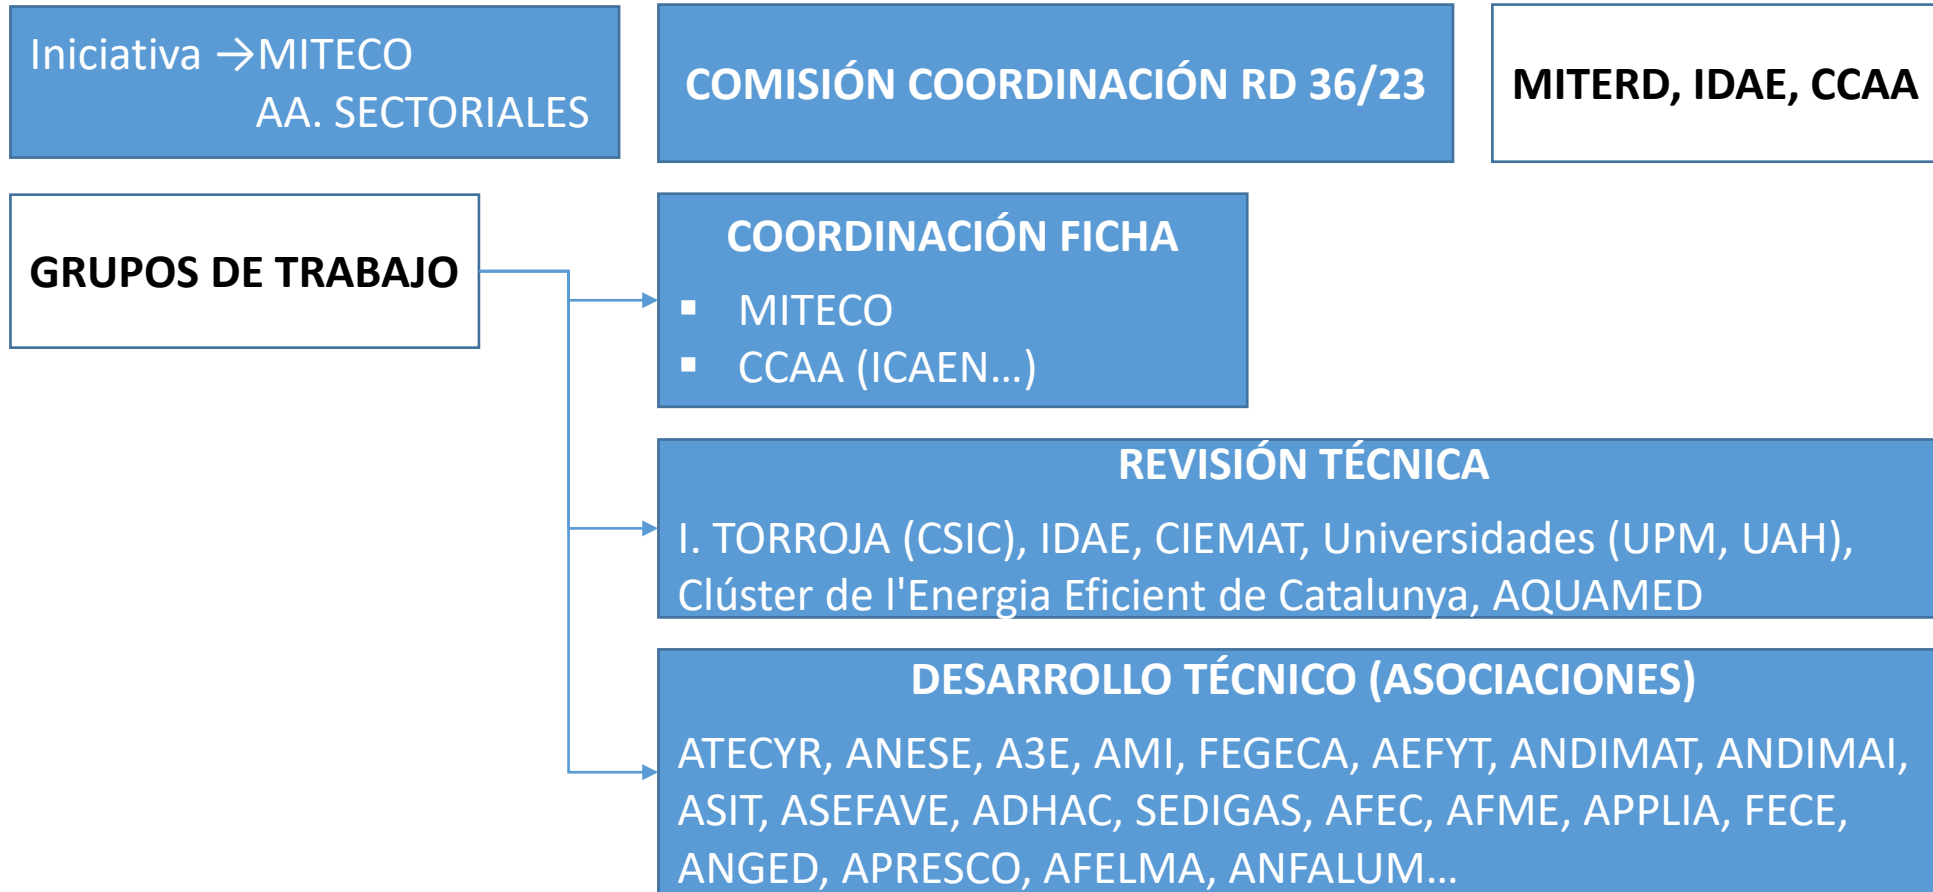 Iniciativa →MITECO
AA. SECTORIALES
COMISIÓN COORDINACIÓN RD 36/23
MITERD, IDAE, CCAA
GRUPOS DE TRABAJO
COORDINACIÓN FICHA
▪ MITECO
▪ CCAA (ICAEN...)
REVISIÓN TÉCNICA
I. TORROJA (CSIC), IDAE, CIEMAT, Universidades (UPM, UAH),
Clúster de l'Energia Eficient de Catalunya, AQUAMED
DESARROLLO TÉCNICO (ASOCIACIONES)
ATECYR, ANESE, A3E, AMI, FEGECA, AEFYT, ANDIMAT, ANDIMAI,
ASIT, ASEFAVE, ADHAC, SEDIGAS, AFEC, AFME, APPLIA, FECE,
ANGED, APRESCO, AFELMA, ANFALUM...